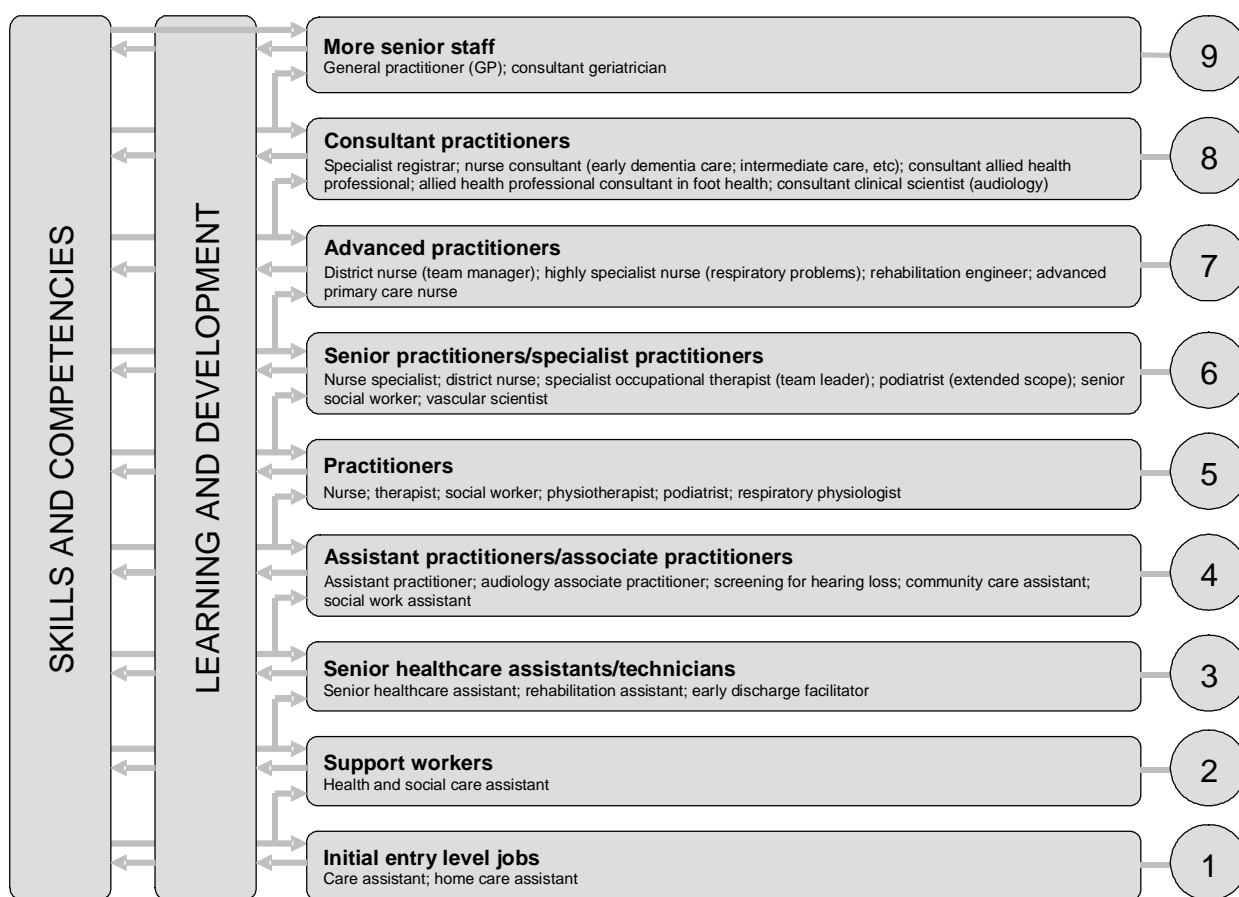 SKILLS AND COMPETENCIES
LEARNING AND DEVELOPMENT
More senior staff
General practitioner (GP); consultant geriatrician
9
Consultant practitioners
Specialist registrar; nurse consultant (early dementia care; intermediate care, etc); consultant allied health
professional; allied health professional consultant in foot health; consultant clinical scientist (audiology)
8
Advanced practitioners
District nurse (team manager); highly specialist nurse (respiratory problems); rehabilitation engineer; advanced
primary care nurse
7
Senior practitioners/specialist practitioners
Nurse specialist; district nurse; specialist occupational therapist (team leader); podiatrist (extended scope); senior
social worker; vascular scientist
6
Practitioners
Nurse; therapist; social worker; physiotherapist; podiatrist; respiratory physiologist
5
Assistant practitioners/associate practitioners
Assistant practitioner; audiology associate practitioner; screening for hearing loss; community care assistant;
social work assistant
4
Senior healthcare assistants/technicians
Senior healthcare assistant; rehabilitation assistant; early discharge facilitator
3
Support workers
Health and social care assistant
2
Initial entry level jobs
Care assistant; home care assistant
1